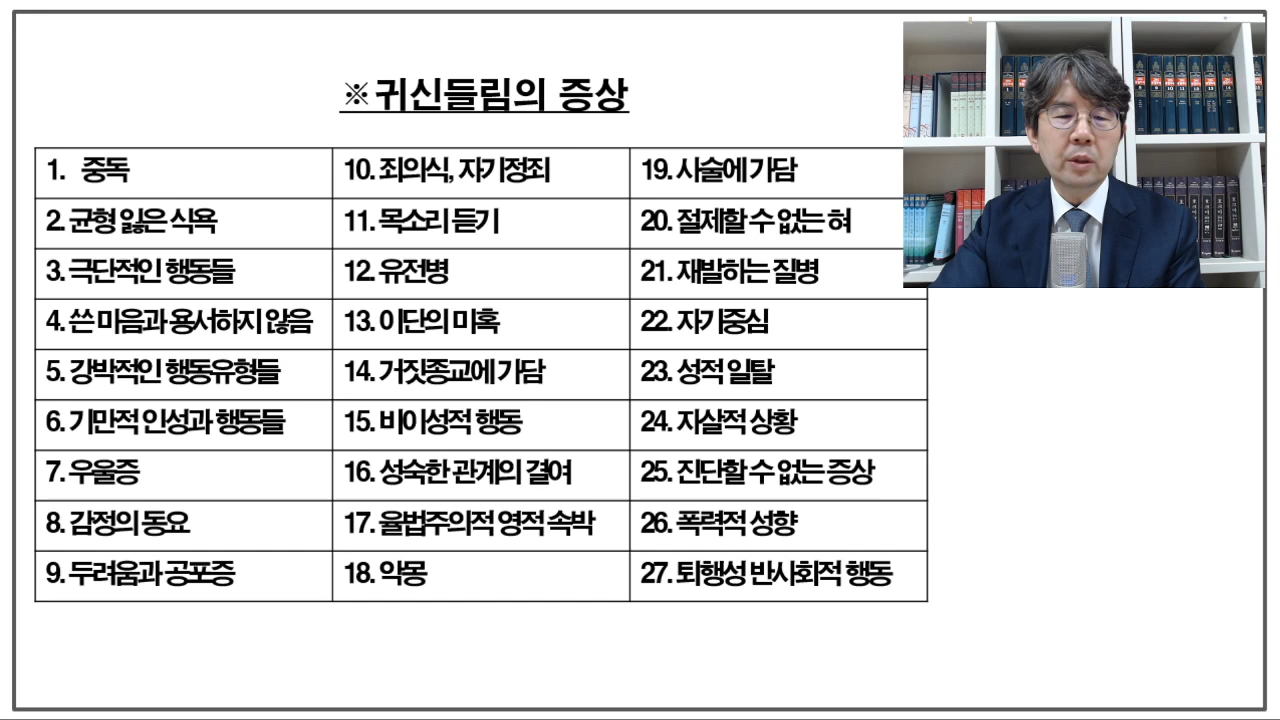 ※귀신들림의 증상
1. 중독
10. 죄의식, 자기정죄
19. 사술에 가담
2. 균형 잃은 식욕
11. 목소리 듣기
20. 절제할 수 없는 혀
3. 극단적인 행동들
12. 유전병
21. 재발하는 질병
4. 쓴 마음과 용서하지 않음
13. 이단의 미혹
22. 자기중심
5. 강박적인 행동유형들
14. 거짓종교에 가담
23. 성적 일탈
6. 기만적 인성과 행동들
15. 비이성적 행동
24. 자살적 상황
7. 우울증
16. 성숙한 관계의 결여
25. 진단할 수 없는 증상
8. 감정의 동요
17. 율법주의적 영적 속박
26. 폭력적 성향
9. 두려움과 공포증
18. 악몽
27. 퇴행성 반사회적 행동